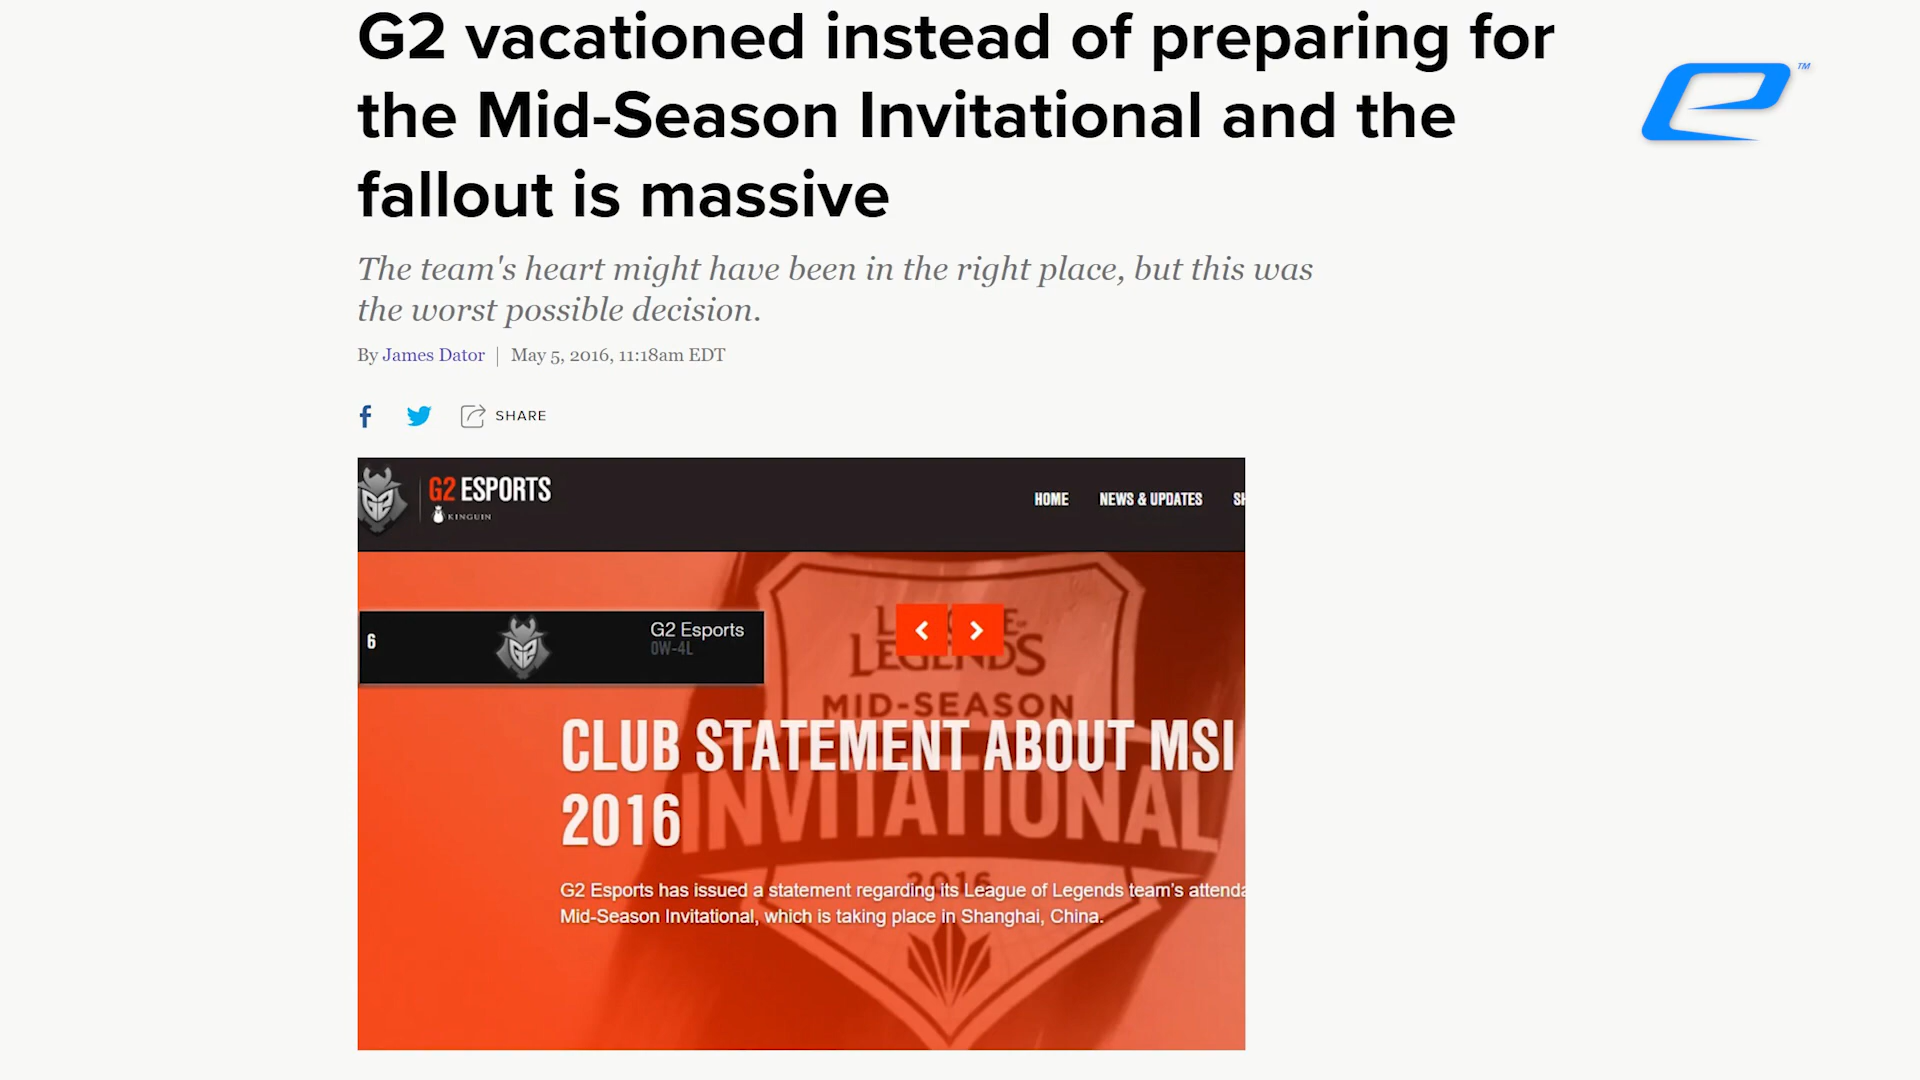 G2 vacationed instead of preparing for
the Mid-Season Invitational and the
fallout is massive
TM
The team's heart might have been in the right place, but this was
the worst possible decision.
By James Dator | May 5, 2016, 11:18am EDT
SHARE
G2 ESPORTS
KINGUIN
HOME NEWS & UPDATES SH
6 G2 Esports
0W-4L
LEGENDS
MID-SEASON
CLUB STATEMENT ABOUT MSI
2016
INVITATIONAL
2016
G2 Esports has issued a statement regarding its League of Legends team's attenda
Mid-Season Invitational, which is taking place in Shanghai, China.